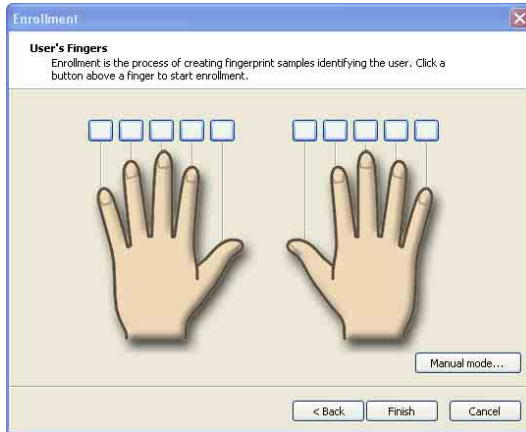 Enrollment
User's Fingers
Enrollment is the process of creating fingerprint samples identifying the user. Click a
button above a finger to start enrollment.
Manual mode...
< Back
Finish
Cancel